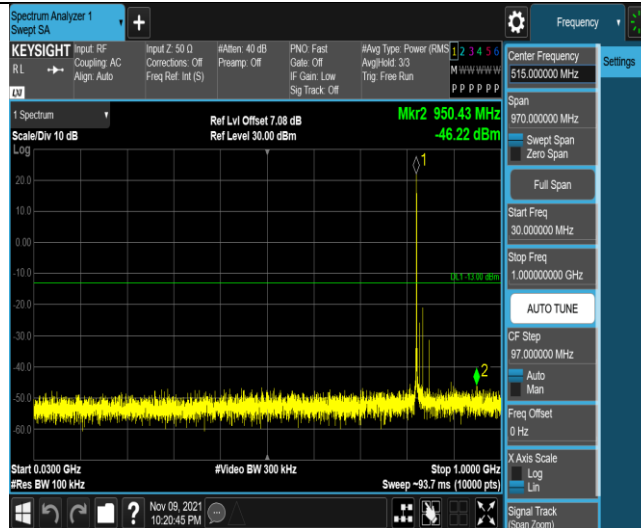 Spectrum Analyzer 1
Swept SA
+
Frequency
KEYSIGHT
Input: RF
Coupling: AC
Align: Auto
Input Z: 50 Ω
Corrections: Off
Freq Ref: Int (S)
#Atten: 40 dB
Preamp: Off
PNO: Fast
Gate: Off
IF Gain: Low
Sig Track: Off
#Avg Type: Power (RMS
Avg|Hold: 3/3
Trig: Free Run
1 2 3 4 5 6
M W W W W W
P P P P P P
R L
LXI
1 Spectrum
Scale/Div 10 dB
Ref Lvl Offset 7.08 dB
Ref Level 30.00 dBm
Mkr2 950.43 MHz
-46.22 dBm
Log
20.0
10.0
0.00
-10.0
-20.0
-30.0
-40.0
-50.0
-60.0
1
DL1 -13.00 dBm
2
Start 0.0300 GHz
#Res BW 100 kHz
#Video BW 300 kHz
Stop 1.0000 GHz
Sweep ~93.7 ms (10000 pts)
?
Nov 09, 2021
10:20:45 PM
Center Frequency
515.000000 MHz
Settings
Span
970.000000 MHz
Swept Span
Zero Span
Full Span
Start Freq
30.000000 MHz
Stop Freq
1.000000000 GHz
AUTO TUNE
CF Step
97.000000 MHz
Auto
Man
Freq Offset
0 Hz
X Axis Scale
Log
Lin
Signal Track
(Span Zoom)